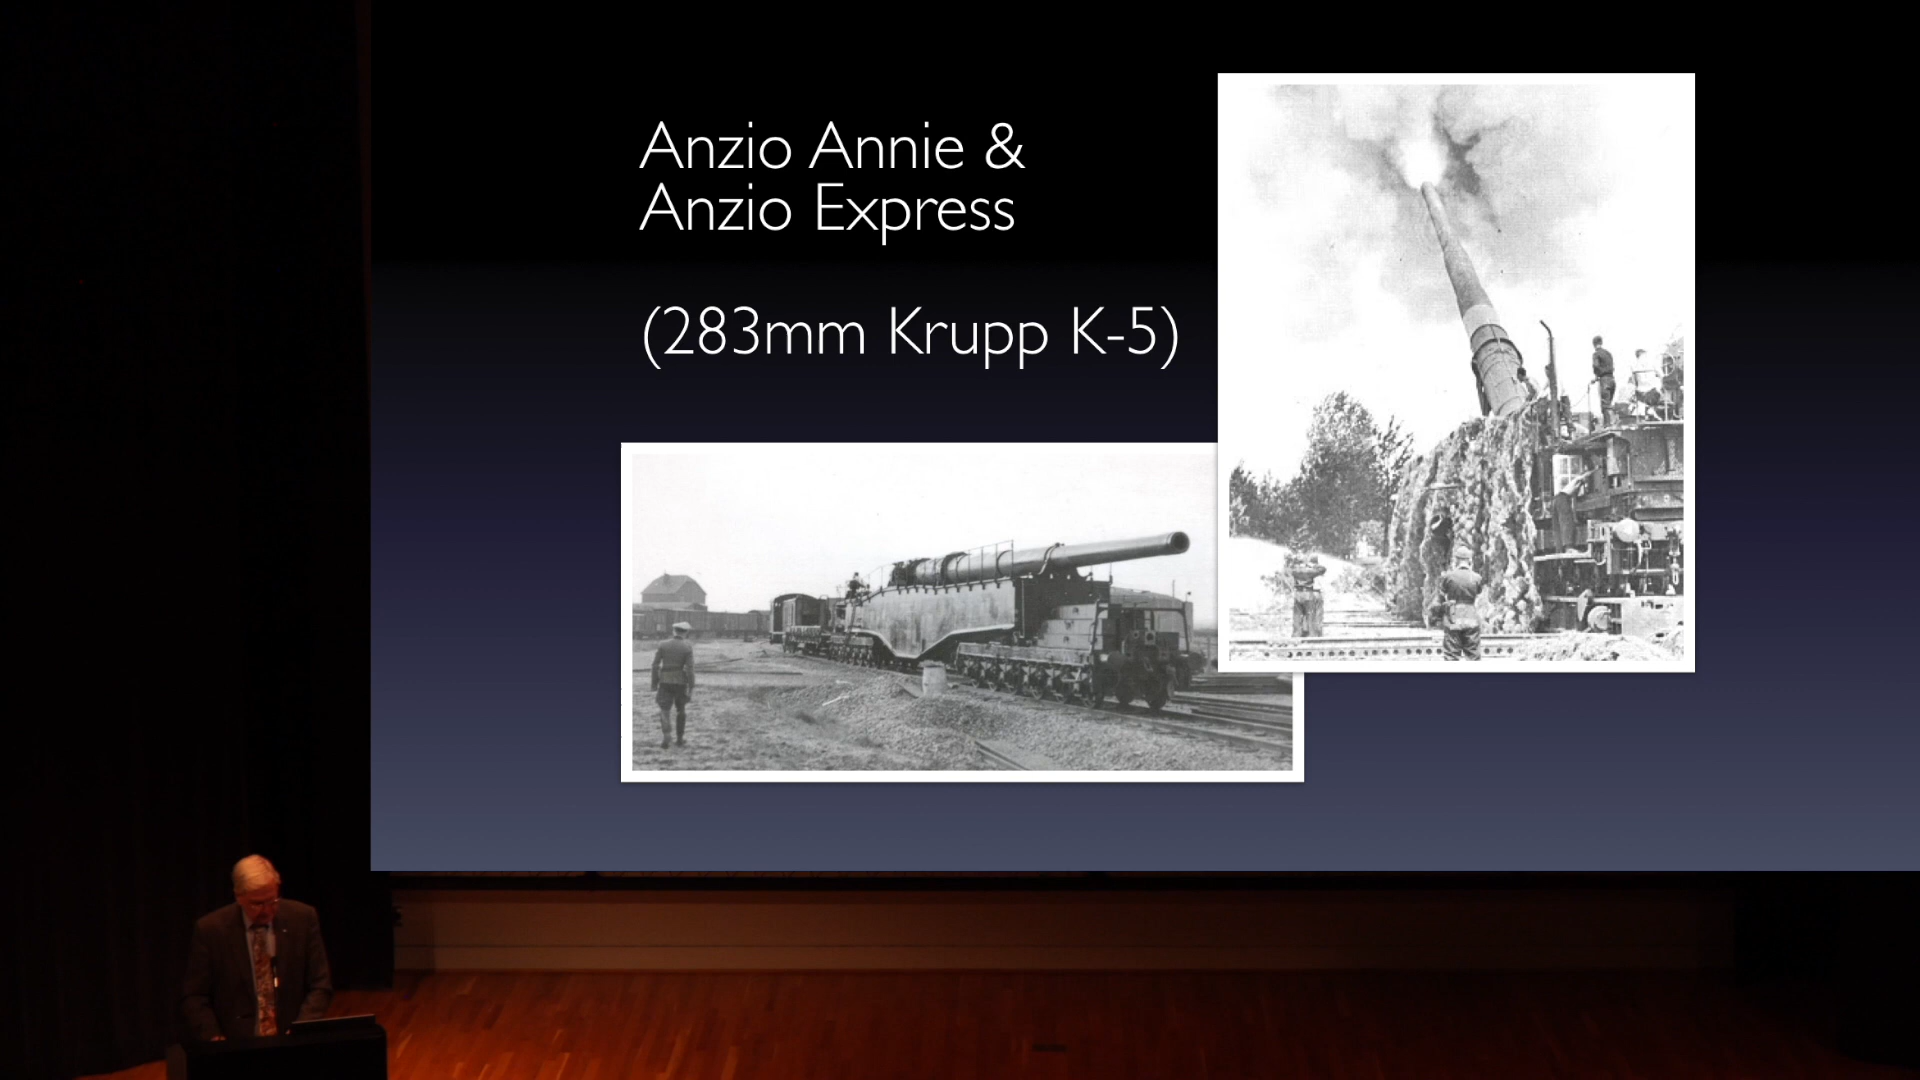 Anzio Annie &
Anzio Express
(283mm Krupp K-5)